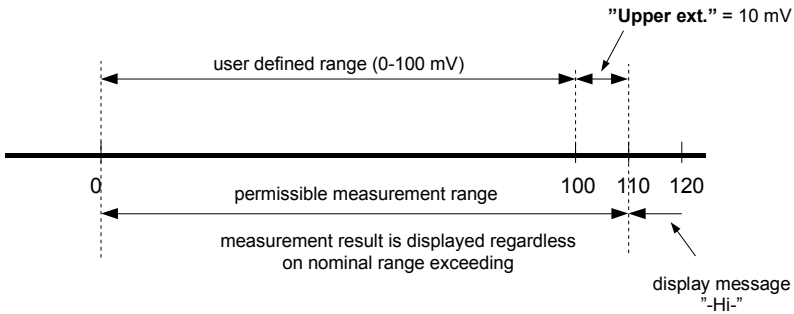 ”Upper ext.” = 10 mV
user defined range (0-100 mV)
0
100
110
120
permissible measurement range
measurement result is displayed regardless
on nominal range exceeding
display message
”-Hi-”